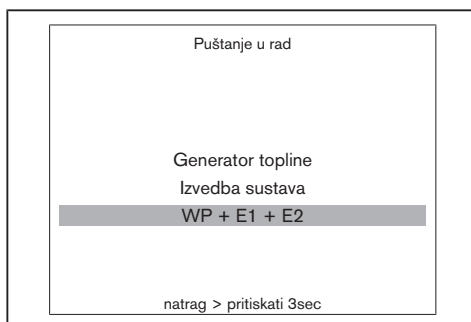 Puštanje u rad
Generator topline
Izvedba sustava
WP + E1 + E2
natrag > pritiskati 3sec